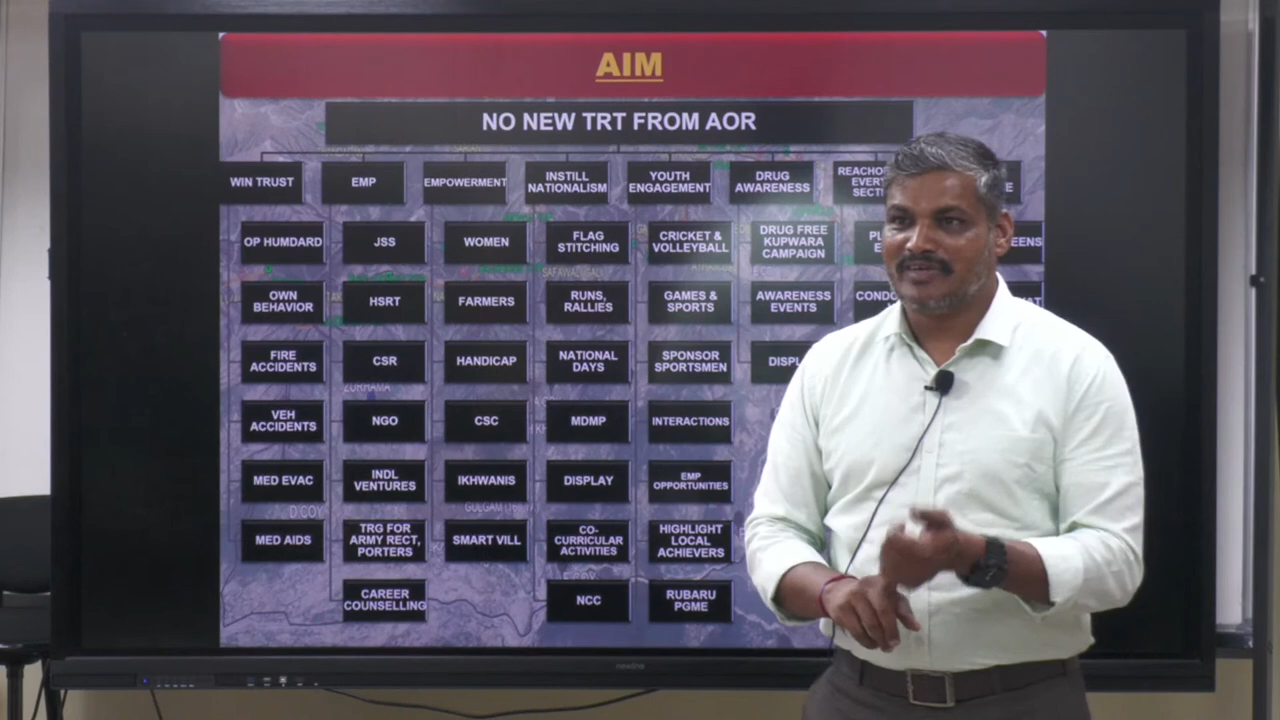 AIM
NO NEW TRT FROM AOR
WIN TRUST
EMP
EMPOWERMENT
INSTILL
NATIONALISM
YOUTH
ENGAGEMENT
DRUG
AWARENESS
OP HUMDARD
JSS
WOMEN
FLAG
STITCHING
CRICKET &
VOLLEYBALL
DRUG FREE
KUPWARA
CAMPAIGN
OWN
BEHAVIOR
HSRT
FARMERS
RUNS,
RALLIES
GAMES &
SPORTS
AWARENESS
EVENTS
FIRE
ACCIDENTS
CSR
HANDICAP
NATIONAL
DAYS
SPONSOR
SPORTSMEN
VEH
ACCIDENTS
NGO
CSC
MDMP
INTERACTIONS
MED EVAC
INDL
VENTURES
IKHWANIS
DISPLAY
EMP
OPPORTUNITIES
MED AIDS
TRG FOR
ARMY RECT,
PORTERS
SMART VILL
CO-
CURRICULAR
ACTIVITIES
HIGHLIGHT
LOCAL
ACHIEVERS
CAREER
COUNSELLING
NCC
RUBARU
PGME
ZURHAMA
D COY